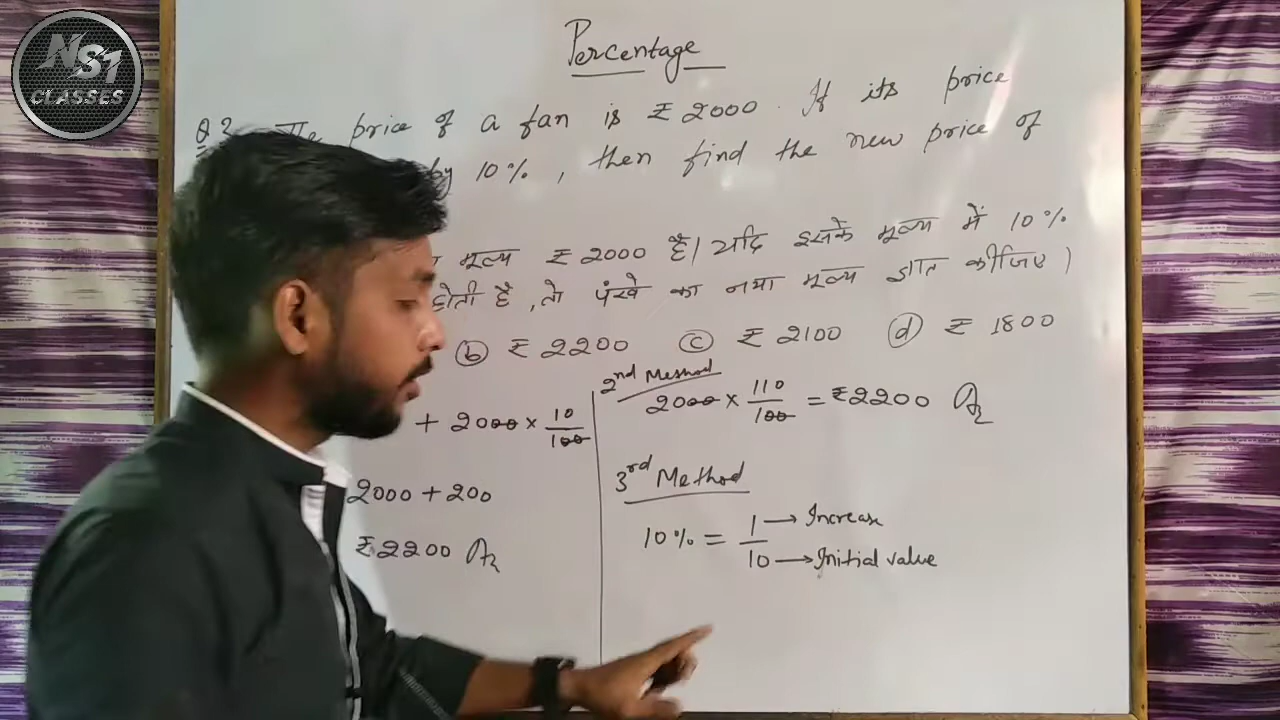 NS1
CLASSES
Percentage
Q 2 The price of a fan is ₹ 2000. If its price
by 10%, then find the new price of
मूल्य ₹ 2000 है। यदि इसके मूल्य में 10%
होती है, तो पंखे का नया मूल्य ज्ञात कीजिए।
(b) ₹ 2200 (c) ₹ 2100 (d) ₹ 1800
+ 2000 × 10/100
2000 + 200
₹2200 Ans
2nd Method
2000 × 110/100 = ₹2200 Ans
3rd Method
10% = 1/10
→ Increase
→ Initial value